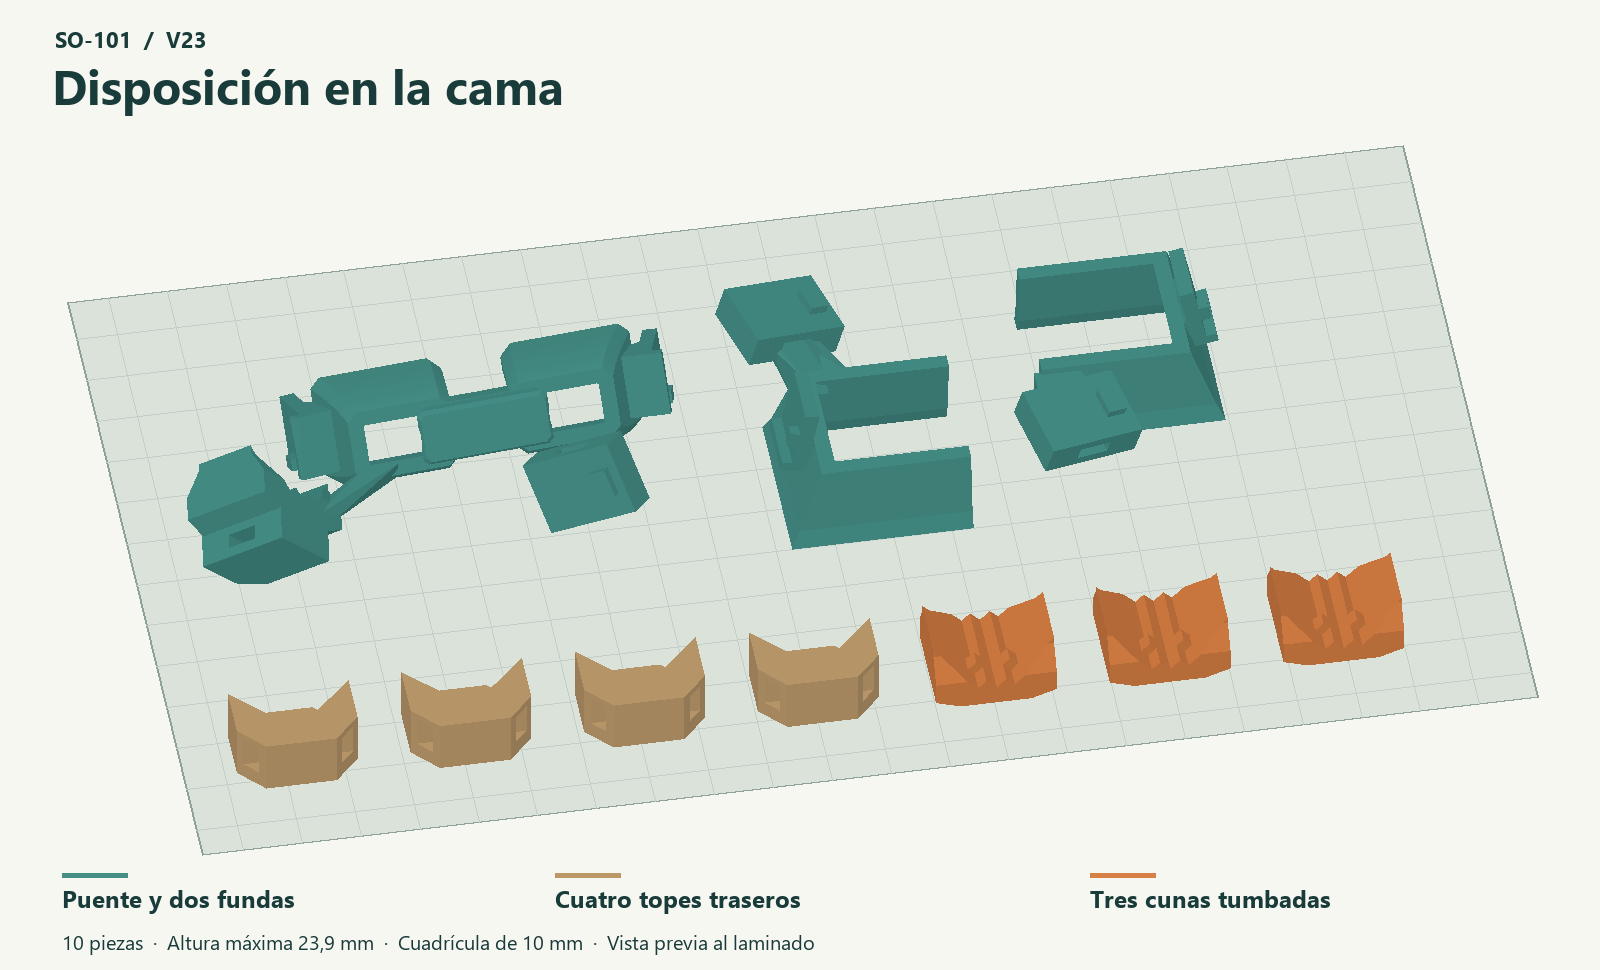 SO-101 / V23
Disposición en la cama
Puente y dos fundas
Cuatro topes traseros
Tres cunas tumbadas
10 piezas · Altura máxima 23,9 mm · Cuadrícula de 10 mm · Vista previa al laminado